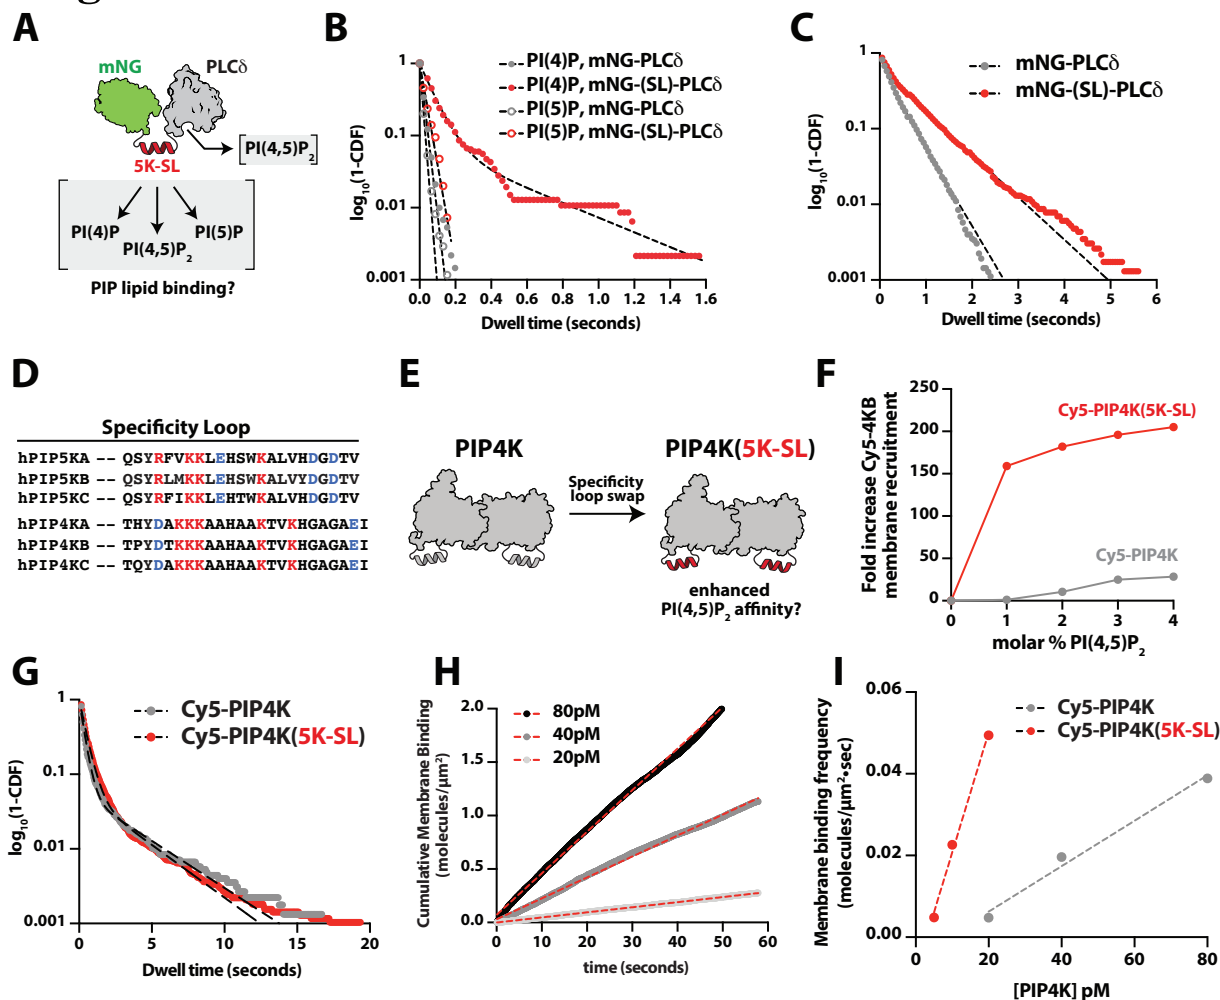 A
mNG
PLCδ
5K-SL
PI(4,5)P2
PI(4)P
PI(5)P
PI(4,5)P2
PIP lipid binding?
B
PI(4)P, mNG-PLCδ
PI(4)P, mNG-(SL)-PLCδ
PI(5)P, mNG-PLCδ
PI(5)P, mNG-(SL)-PLCδ
log10(1-CDF)
1
0.1
0.01
0.001
0.0 0.2 0.4 0.6 0.8 1.0 1.2 1.4 1.6
Dwell time (seconds)
C
mNG-PLCδ
mNG-(SL)-PLCδ
log10(1-CDF)
1
0.1
0.01
0.001
0 1 2 3 4 5 6
Dwell time (seconds)
D
Specificity Loop
hPIP5KA -- QSYRFVKKLEHSWKALVHDGDTV
hPIP5KB -- QSYRLMKKLEHSWKALVYDGDTV
hPIP5KC -- QSYRFIKKLEHTWKALVHDGDTV
hPIP4KA -- THYDAKKKAAHAAKTVKHGAGAEI
hPIP4KB -- TPYDTKKKAAHAAKTVKHGAGAEI
hPIP4KC -- TQYDAKKKAAHAAKTVKHGAGAEI
E
PIP4K
Specificity
loop swap
PIP4K(5K-SL)
enhanced
PI(4,5)P2 affinity?
F
Fold increase Cy5-4KB
membrane recruitment
250
200
150
100
50
0
Cy5-PIP4K(5K-SL)
Cy5-PIP4K
0 1 2 3 4
molar % PI(4,5)P2
G
Cy5-PIP4K
Cy5-PIP4K(5K-SL)
log10(1-CDF)
1
0.1
0.01
0.001
0 5 10 15 20
Dwell time (seconds)
H
80pM
40pM
20pM
Cumulative Membrane Binding
(molecules/μm²)
2.0
1.5
1.0
0.5
0.0
0 10 20 30 40 50 60
time (seconds)
I
Cy5-PIP4K
Cy5-PIP4K(5K-SL)
Membrane binding frequency
(molecules/μm²•sec)
0.06
0.04
0.02
0.00
0 20 40 60 80
[PIP4K] pM